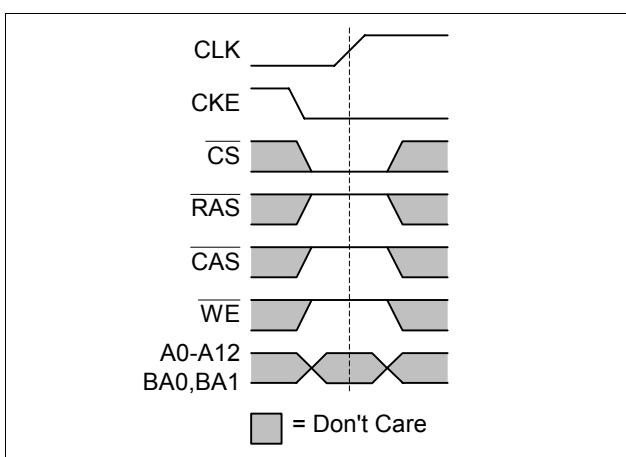 CLK
CKE
CS
RAS
CAS
WE
A0-A12
BA0,BA1
= Don't Care